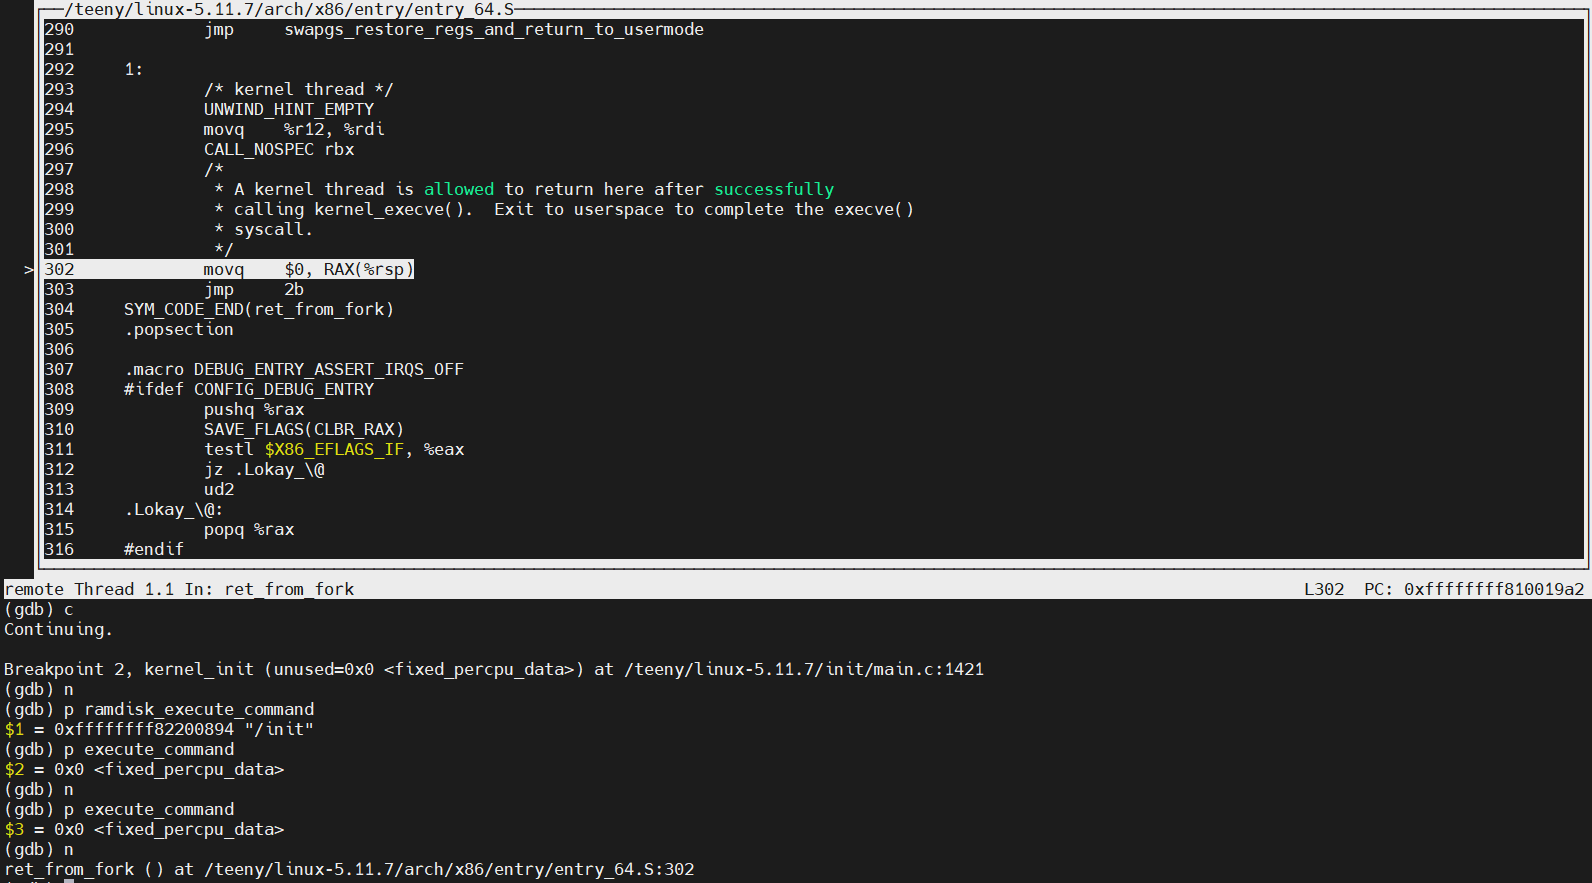 /teeny/linux-5.11.7/arch/x86/entry/entry_64.S
290 jmp swapgs_restore_regs_and_return_to_usermode
291
292 1:
293 /* kernel thread */
294 UNWIND_HINT_EMPTY
295 movq %r12, %rdi
296 CALL_NOSPEC rbx
297 /*
298 * A kernel thread is allowed to return here after successfully
299 * calling kernel_execve(). Exit to userspace to complete the execve()
300 * syscall.
301 */
> 302 movq $0, RAX(%rsp)
303 jmp 2b
304 SYM_CODE_END(ret_from_fork)
305 .popsection
306
307 .macro DEBUG_ENTRY_ASSERT_IRQS_OFF
308 #ifdef CONFIG_DEBUG_ENTRY
309 pushq %rax
310 SAVE_FLAGS(CLBR_RAX)
311 testl $X86_EFLAGS_IF, %eax
312 jz .Lokay_\@
313 ud2
314 .Lokay_\@:
315 popq %rax
316 #endif
remote Thread 1.1 In: ret_from_fork L302 PC: 0xffffffff810019a2
(gdb) c
Continuing.
Breakpoint 2, kernel_init (unused=0x0 <fixed_percpu_data>) at /teeny/linux-5.11.7/init/main.c:1421
(gdb) n
(gdb) p ramdisk_execute_command
$1 = 0xffffffff82200894 "/init"
(gdb) p execute_command
$2 = 0x0 <fixed_percpu_data>
(gdb) n
(gdb) p execute_command
$3 = 0x0 <fixed_percpu_data>
(gdb) n
ret_from_fork () at /teeny/linux-5.11.7/arch/x86/entry/entry_64.S:302